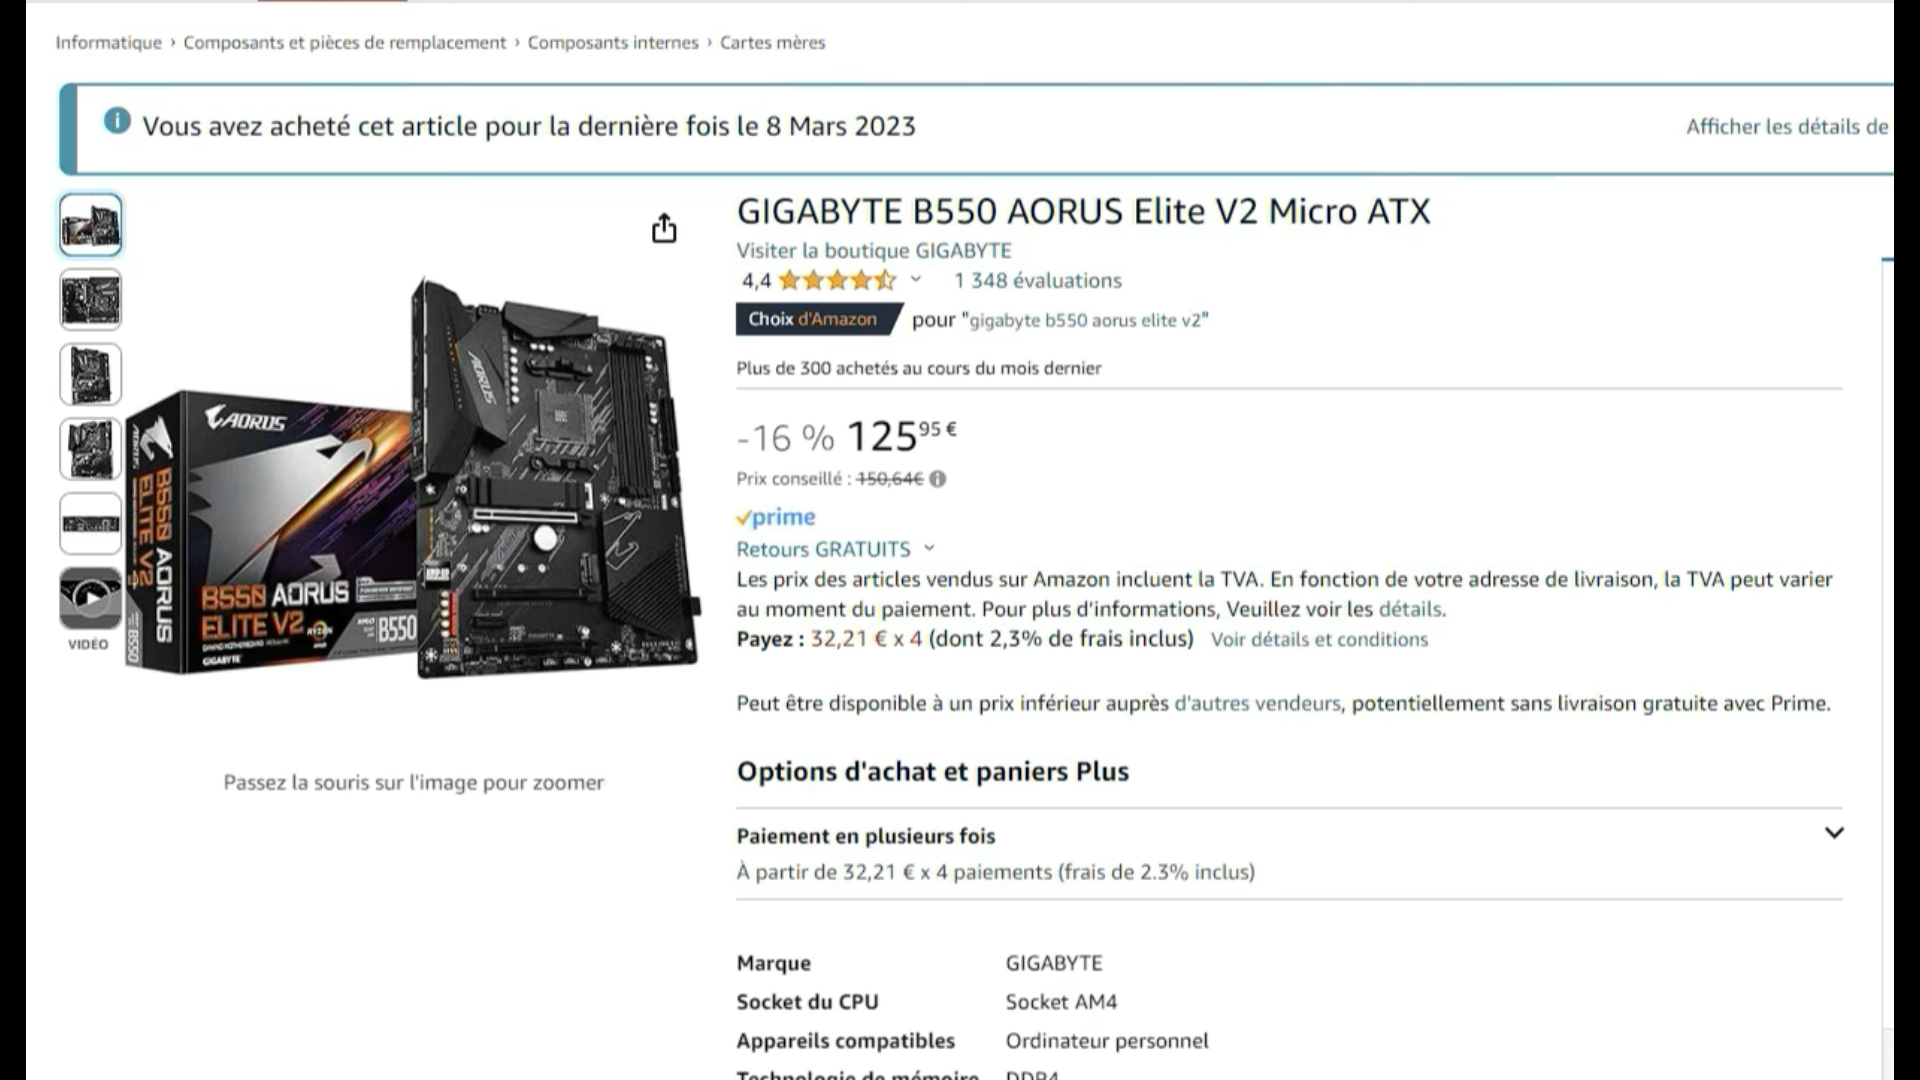 Informatique › Composants et pièces de remplacement › Composants internes › Cartes mères
Vous avez acheté cet article pour la dernière fois le 8 Mars 2023
Afficher les détails de
GIGABYTE B550 AORUS Elite V2 Micro ATX
Visiter la boutique GIGABYTE
4,4
1 348 évaluations
Choix d'Amazon pour "gigabyte b550 aorus elite v2"
Plus de 300 achetés au cours du mois dernier
-16 % 125,95 €
Prix conseillé : 150,64€
prime
Retours GRATUITS
Les prix des articles vendus sur Amazon incluent la TVA. En fonction de votre adresse de livraison, la TVA peut varier
au moment du paiement. Pour plus d'informations, Veuillez voir les détails.
Payez : 32,21 € x 4 (dont 2,3% de frais inclus) Voir détails et conditions
Peut être disponible à un prix inférieur auprès d'autres vendeurs, potentiellement sans livraison gratuite avec Prime.
Options d'achat et paniers Plus
Paiement en plusieurs fois
À partir de 32,21 € x 4 paiements (frais de 2.3% inclus)
Marque GIGABYTE
Socket du CPU Socket AM4
Appareils compatibles Ordinateur personnel
Technologie de mémoire DDR4
VIDÉO
Passez la souris sur l'image pour zoomer
AORUS
B550 AORUS
ELITE V2
GIGABYTE
RYZEN
B550
B550 AORUS
ELITE V2
B550
AORUS